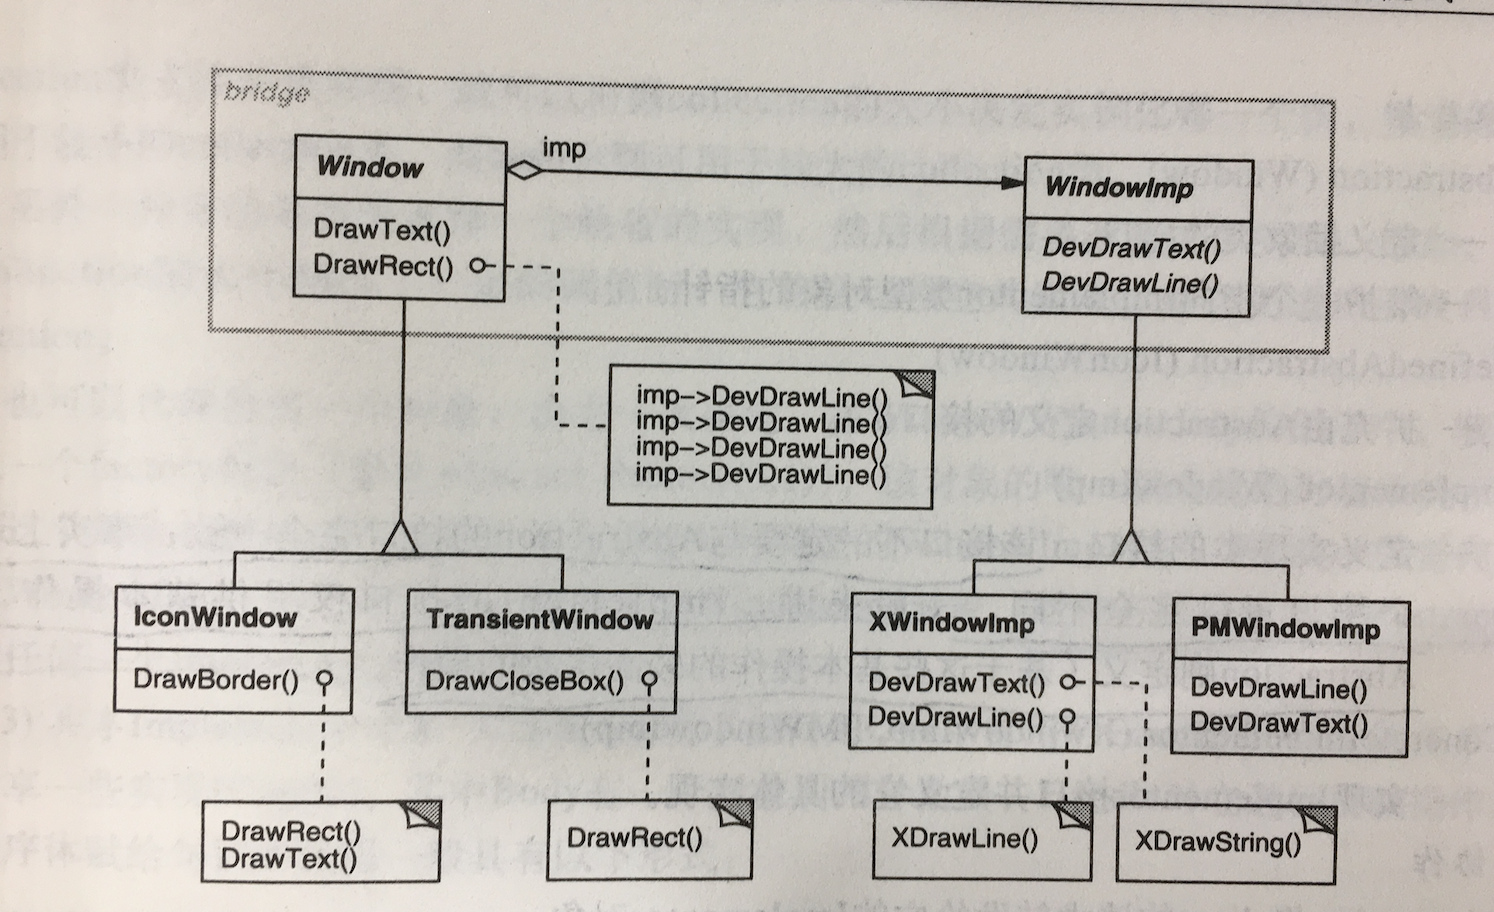 bridge
Window
imp
WindowImp
DrawText()
DrawRect()
DevDrawText()
DevDrawLine()
imp–>DevDrawLine()
imp–>DevDrawLine()
imp–>DevDrawLine()
imp–>DevDrawLine()
IconWindow
DrawBorder()
TransientWindow
DrawCloseBox()
XWindowImp
DevDrawText()
DevDrawLine()
PMWindowImp
DevDrawLine()
DevDrawText()
DrawRect()
DrawText()
DrawRect()
XDrawLine()
XDrawString()